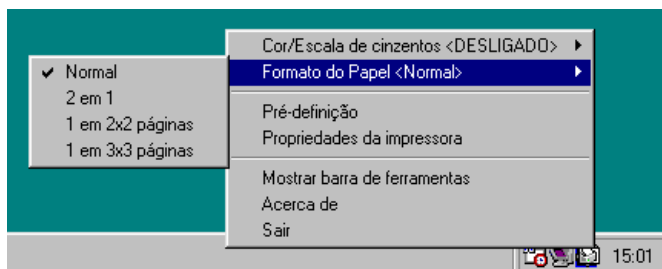 Cor/Escala de cinzentos <DESLIGADO>
Formato do Papel <Normal>
Normal
2 em 1
1 em 2x2 páginas
1 em 3x3 páginas
Pré-definição
Propriedades da impressora
Mostrar barra de ferramentas
Acerca de
Sair
15:01